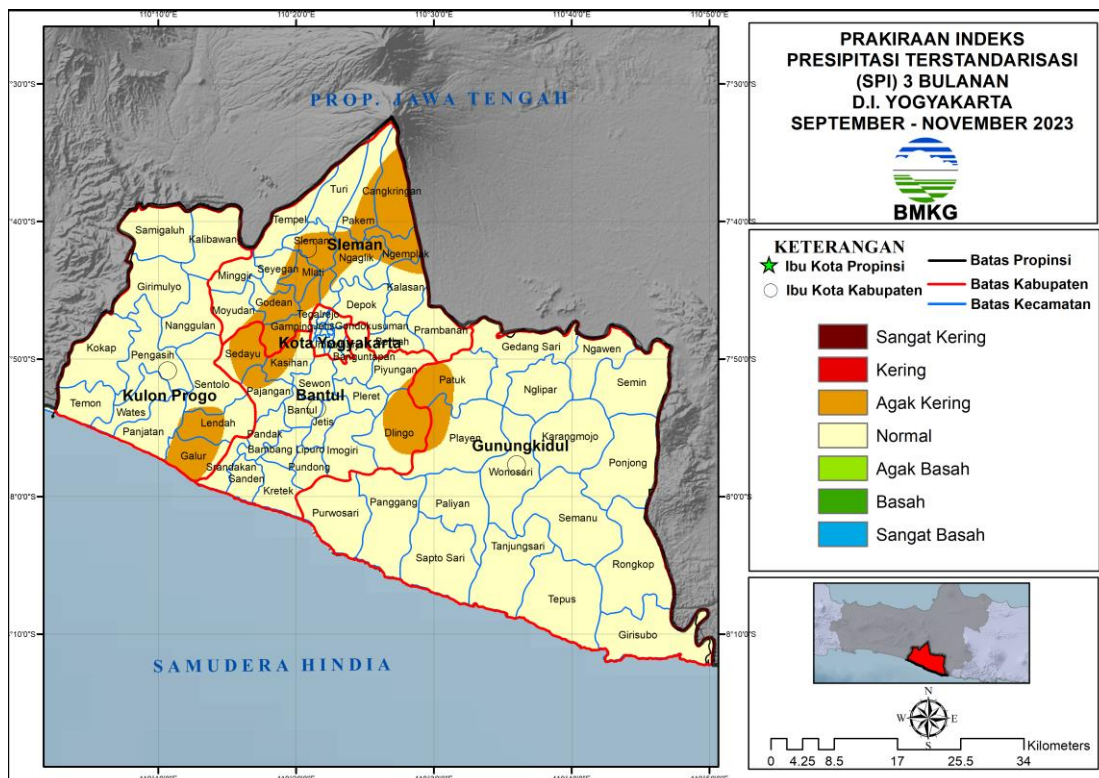 110°10'0"E
110°20'0"E
110°30'0"E
110°40'0"E
110°50'0"E
PROP. JAWA TENGAH
SAMUDERA HINDIA
7°30'0"S
7°40'0"S
7°50'0"S
8°0'0"S
8°10'0"S
Turi
Cangkringan
Tempel
Pakem
Samigaluh
Kalibawang
Sleman
Sleman
Ngaglik
Ngemplak
Seyegan
Mlati
Minggir
Girimulyo
Kalasan
Godean
Depok
Moyudan
Tegalrejo
Nanggulan
Gamping
Gondokusuman
Prambanan
Kota Yogyakarta
Gedang Sari
Ngawen
Kokap
Pengasih
Sedayu
Kasihan
Banguntapan
Piyungan
Patuk
Semin
Nglipar
Sentolo
Pajangan
Sewon
Kulon Progo
Bantul
Pleret
Temon
Wates
Bantul
Lendah
Jetis
Panjatan
Pandak
Dlingo
Playen
Karangmojo
Gunungkidul
Galur
Imogiri
Ponjong
Srandakan
Pundong
Wonosari
Sanden
Kretek
Purwosari
Panggang
Paliyan
Semanu
Tanjungsari
Sapto Sari
Rongkop
Tepus
Girisubo
PRAKIRAAN INDEKS
PRESIPITASI TERSTANDARISASI
(SPI) 3 BULANAN
D.I. YOGYAKARTA
SEPTEMBER - NOVEMBER 2023
BMKG
KETERANGAN
Ibu Kota Propinsi
Batas Propinsi
Ibu Kota Kabupaten
Batas Kabupaten
Batas Kecamatan
Sangat Kering
Kering
Agak Kering
Normal
Agak Basah
Basah
Sangat Basah
N
W
E
S
Kilometers
0 4.25 8.5 17 25.5 34